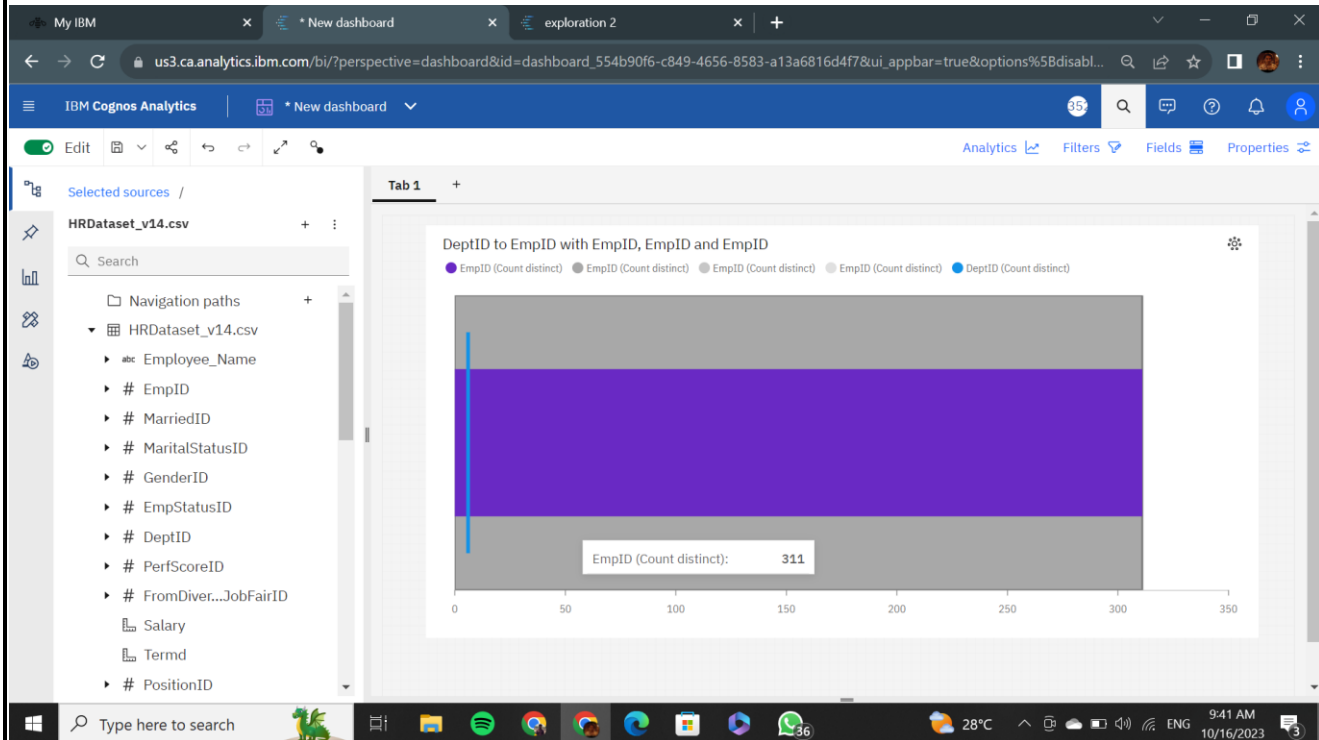 My IBM
* New dashboard
exploration 2
us3.ca.analytics.ibm.com/bi/?perspective=dashboard&id=dashboard_554b90f6-c849-4656-8583-a13a6816d4f7&ui_appbar=true&options%5Bdisabl...
IBM Cognos Analytics
* New dashboard
Edit
Analytics
Filters
Fields
Properties
Selected sources /
Tab 1 +
HRDataset_v14.csv
Search
Navigation paths
HRDataset_v14.csv
abc Employee_Name
# EmpID
# MarriedID
# MaritalStatusID
# GenderID
# EmpStatusID
# DeptID
# PerfScoreID
# FromDiver...JobFairID
Salary
Termd
# PositionID
DeptID to EmpID with EmpID, EmpID and EmpID
EmpID (Count distinct) EmpID (Count distinct) EmpID (Count distinct) EmpID (Count distinct) DeptID (Count distinct)
EmpID (Count distinct): 311
0 50 100 150 200 250 300 350
Type here to search
36
28°C
ENG
9:41 AM
10/16/2023
3